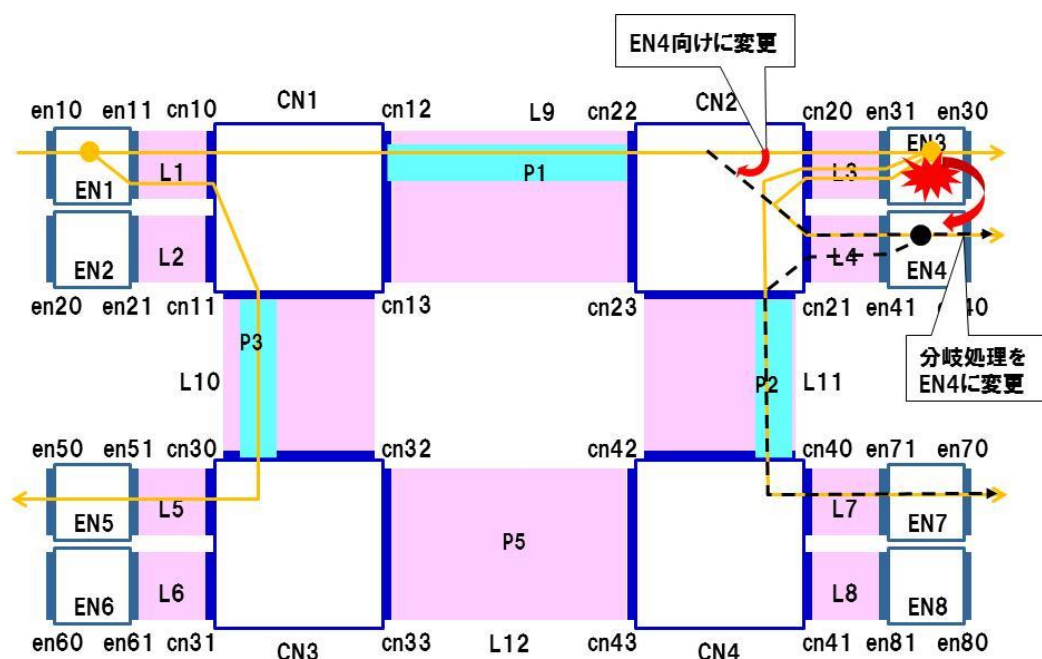 EN4向けに変更
en10 en11 cn10 CN1 cn12 L9 cn22 CN2 cn20 en31 en30
EN1 L1 P1 L3 EN3
EN2 L2 L4 EN4
en20 en21 cn11 cn13 cn23 cn21 en41 40
分岐処理を
EN4に変更
P3 L10 P2 L11
en50 en51 cn30 cn32 cn42 cn40 en71 en70
EN5 L5 P5 L7 EN7
EN6 L6 L8 EN8
en60 en61 cn31 CN3 cn33 L12 cn43 CN4 cn41 en81 en80